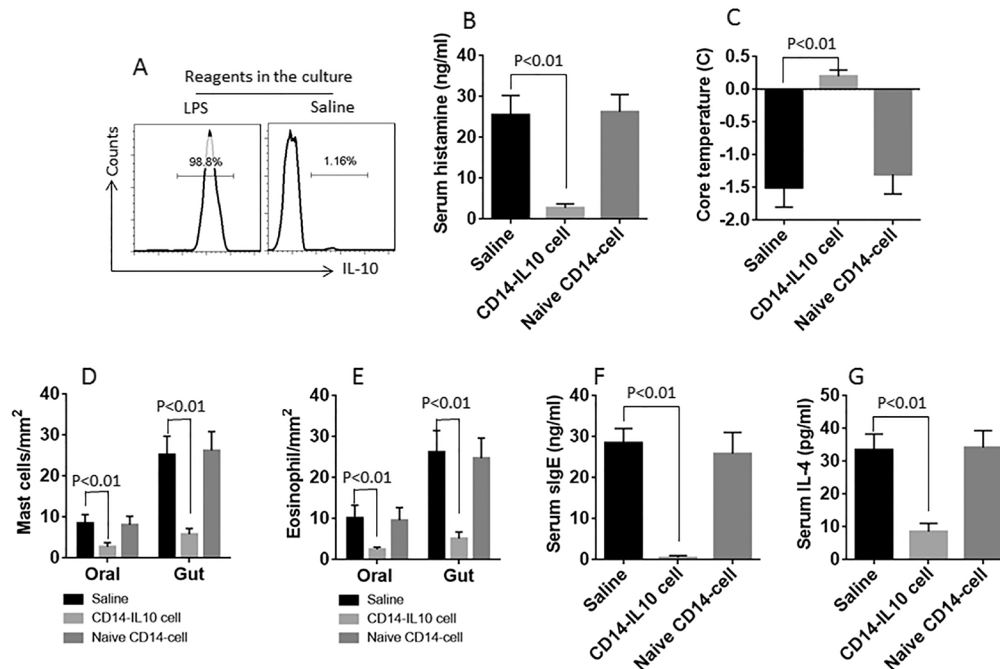 A
Reagents in the culture
LPS
Saline
Counts
98.8%
1.16%
IL-10
B
Serum histamine (ng/ml)
40
30
20
10
0
P<0.01
Saline
CD14-IL10 cell
Naive CD14-cell
C
Core temperature (C)
0.5
0.0
-0.5
-1.0
-1.5
-2.0
P<0.01
Saline
CD14-IL10 cell
Naive CD14-cell
D
Mast cells/mm2
40
30
20
10
0
P<0.01
P<0.01
Oral
Gut
Saline
CD14-IL10 cell
Naive CD14-cell
E
Eosinophil/mm2
40
30
20
10
0
P<0.01
P<0.01
Oral
Gut
Saline
CD14-IL10 cell
Naive CD14-cell
F
Serum sIgE (ng/ml)
40
30
20
10
0
P<0.01
Saline
CD14-IL10 cell
Naive CD14-cell
G
Serum IL-4 (pg/ml)
50
40
30
20
10
0
P<0.01
Saline
CD14-IL10 cell
Naive CD14-cell